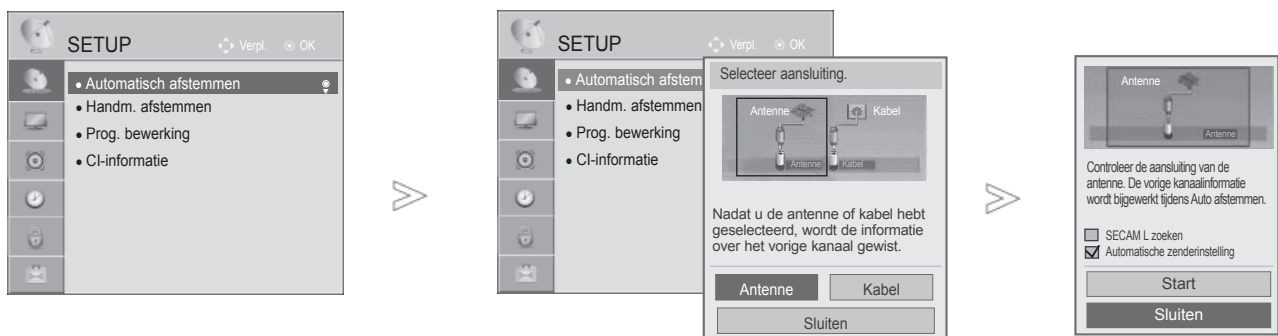 SETUP
Verpl. OK
Automatisch afstemmen
Handm. afstemmen
Prog. bewerking
CI-informatie
SETUP
Verpl. OK
Automatisch afstem
Handm. afstemmen
Prog. bewerking
CI-informatie
Selecteer aansluiting.
Antenne Kabel
Antenne Kabel
Nadat u de antenne of kabel hebt
geselecteerd, wordt de informatie
over het vorige kanaal gewist.
Antenne Kabel
Sluiten
Antenne
Antenne
Controleer de aansluiting van de
antenne. De vorige kanaalinformatie
wordt bijgewerkt tijdens Auto afstemmen.
SECAM L zoeken
Automatische zenderinstelling
Start
Sluiten